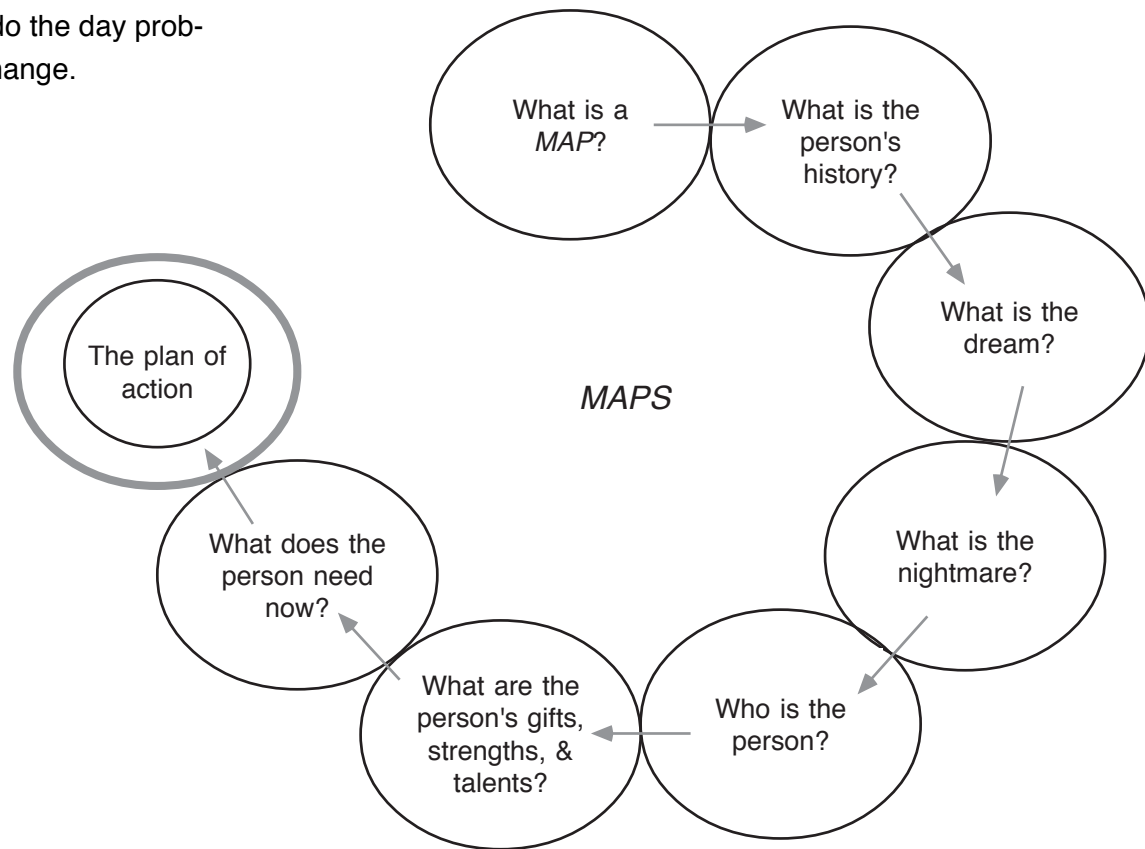 do the day prob-
hange.
What is a
MAP?
What is the
person's
history?
What is the
dream?
What is the
nightmare?
Who is the
person?
What are the
person's gifts,
strengths, &
talents?
What does the
person need
now?
The plan of
action
MAPS